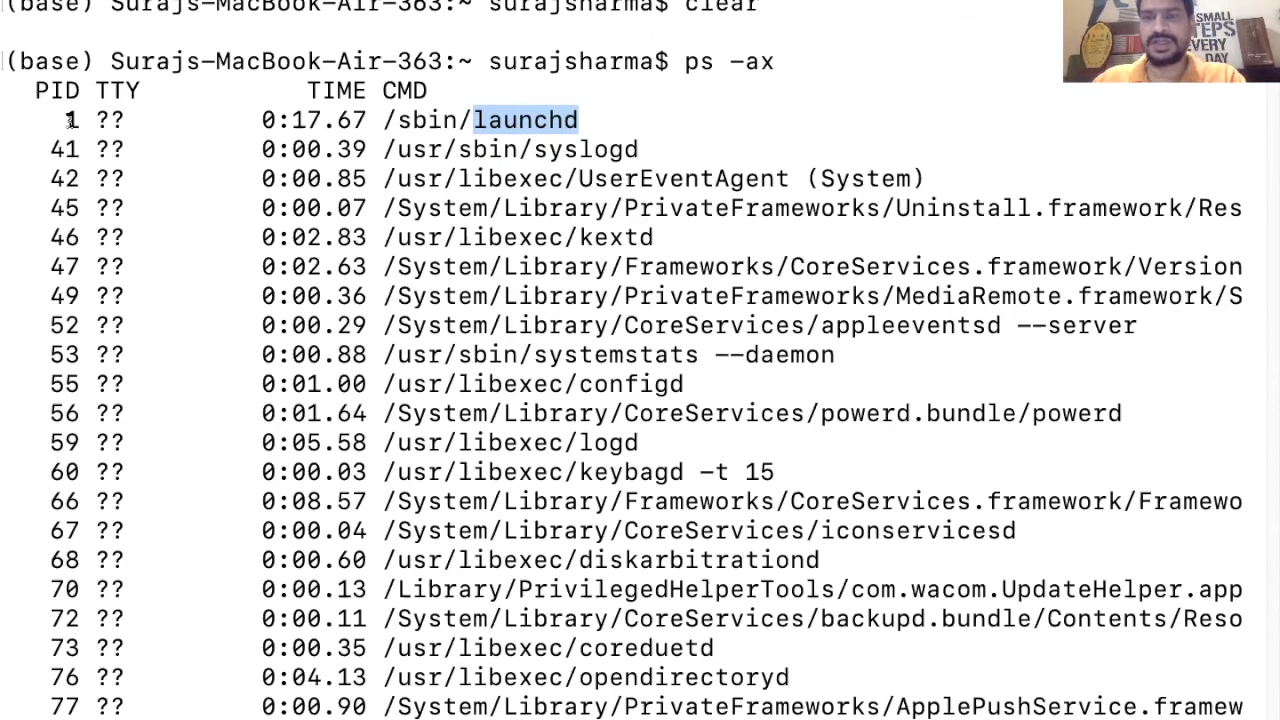 (base) Surajs-MacBook-Air-363:~ surajsharma$ clear
(base) Surajs-MacBook-Air-363:~ surajsharma$ ps -ax
PID TTY TIME CMD
1 ?? 0:17.67 /sbin/launchd
41 ?? 0:00.39 /usr/sbin/syslogd
42 ?? 0:00.85 /usr/libexec/UserEventAgent (System)
45 ?? 0:00.07 /System/Library/PrivateFrameworks/Uninstall.framework/Res
46 ?? 0:02.83 /usr/libexec/kextd
47 ?? 0:02.63 /System/Library/Frameworks/CoreServices.framework/Version
49 ?? 0:00.36 /System/Library/PrivateFrameworks/MediaRemote.framework/S
52 ?? 0:00.29 /System/Library/CoreServices/appleeventsd --server
53 ?? 0:00.88 /usr/sbin/systemstats --daemon
55 ?? 0:01.00 /usr/libexec/configd
56 ?? 0:01.64 /System/Library/CoreServices/powerd.bundle/powerd
59 ?? 0:05.58 /usr/libexec/logd
60 ?? 0:00.03 /usr/libexec/keybagd -t 15
66 ?? 0:08.57 /System/Library/Frameworks/CoreServices.framework/Framewo
67 ?? 0:00.04 /System/Library/CoreServices/iconservicesd
68 ?? 0:00.60 /usr/libexec/diskarbitrationd
70 ?? 0:00.13 /Library/PrivilegedHelperTools/com.wacom.UpdateHelper.app
72 ?? 0:00.11 /System/Library/CoreServices/backupd.bundle/Contents/Reso
73 ?? 0:00.35 /usr/libexec/coreduetd
76 ?? 0:04.13 /usr/libexec/opendirectoryd
77 ?? 0:00.90 /System/Library/PrivateFrameworks/ApplePushService.framew
SMALL
TEPS
VERY
DAY